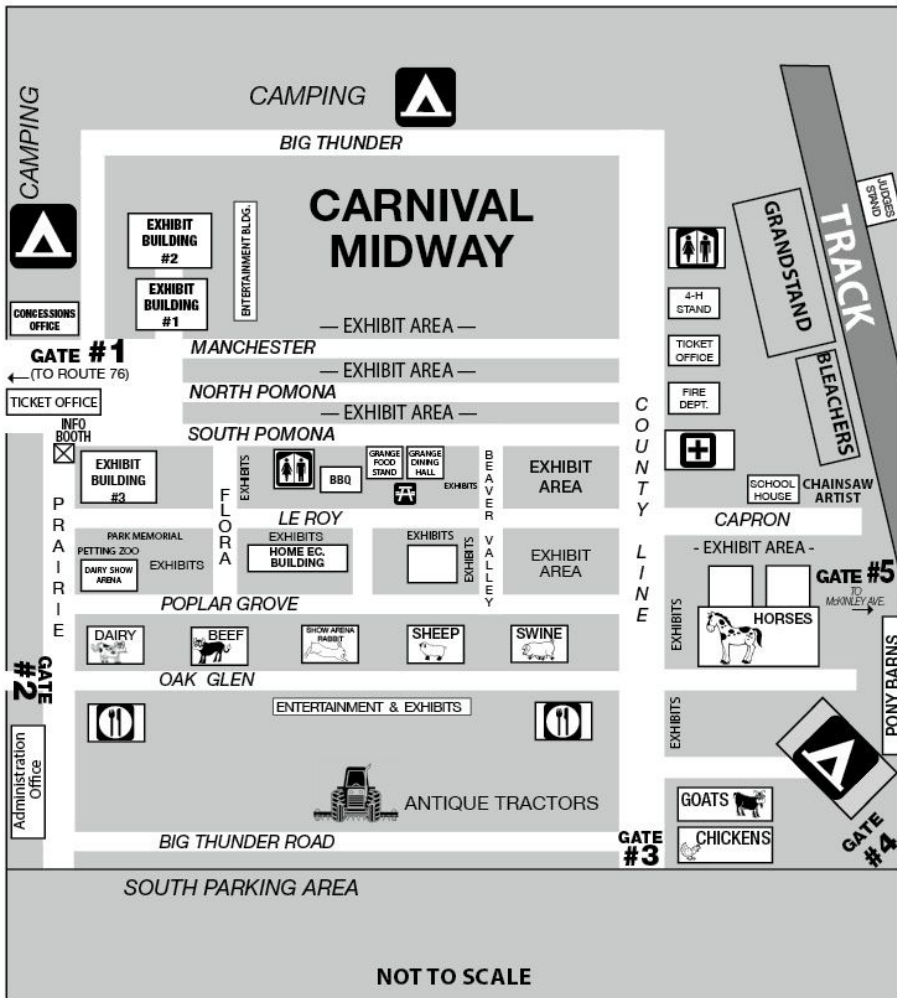 CAMPING
CAMPING
BIG THUNDER
CARNIVAL
MIDWAY
EXHIBIT
BUILDING
#2
EXHIBIT
BUILDING
#1
ENTERTAINMENT BLDG.
CONCESSIONS
OFFICE
— EXHIBIT AREA —
GATE #1
(TO ROUTE 76)
MANCHESTER
— EXHIBIT AREA —
TICKET OFFICE
NORTH POMONA
— EXHIBIT AREA —
INFO
BOOTH
SOUTH POMONA
4-H
STAND
TICKET
OFFICE
FIRE
DEPT.
GRANDSTAND
BLEACHERS
TRACK
JUDGES
STAND
EXHIBIT
BUILDING
#3
EXHIBITS
BBQ
GRANGE
FOOD
STAND
GRANGE
DINING
HALL
EXHIBITS
BEAVER VALLEY
EXHIBIT
AREA
COUNTY LINE
SCHOOL
HOUSE
CHAINSAW
ARTIST
PRAIRIE
FLORA
LE ROY
CAPRON
PARK MEMORIAL
PETTING ZOO
DAIRY SHOW
ARENA
EXHIBITS
EXHIBITS
HOME EC.
BUILDING
EXHIBITS
EXHIBITS
EXHIBIT
AREA
- EXHIBIT AREA -
GATE #5
TO
McKINLEY AVE.
POPLAR GROVE
EXHIBITS
HORSES
DAIRY
BEEF
SHOW ARENA
RABBIT
SHEEP
SWINE
PONY BARNS
GATE
#2
OAK GLEN
ENTERTAINMENT & EXHIBITS
EXHIBITS
Administration
Office
ANTIQUE TRACTORS
GOATS
CHICKENS
GATE
#4
BIG THUNDER ROAD
GATE
#3
SOUTH PARKING AREA
NOT TO SCALE